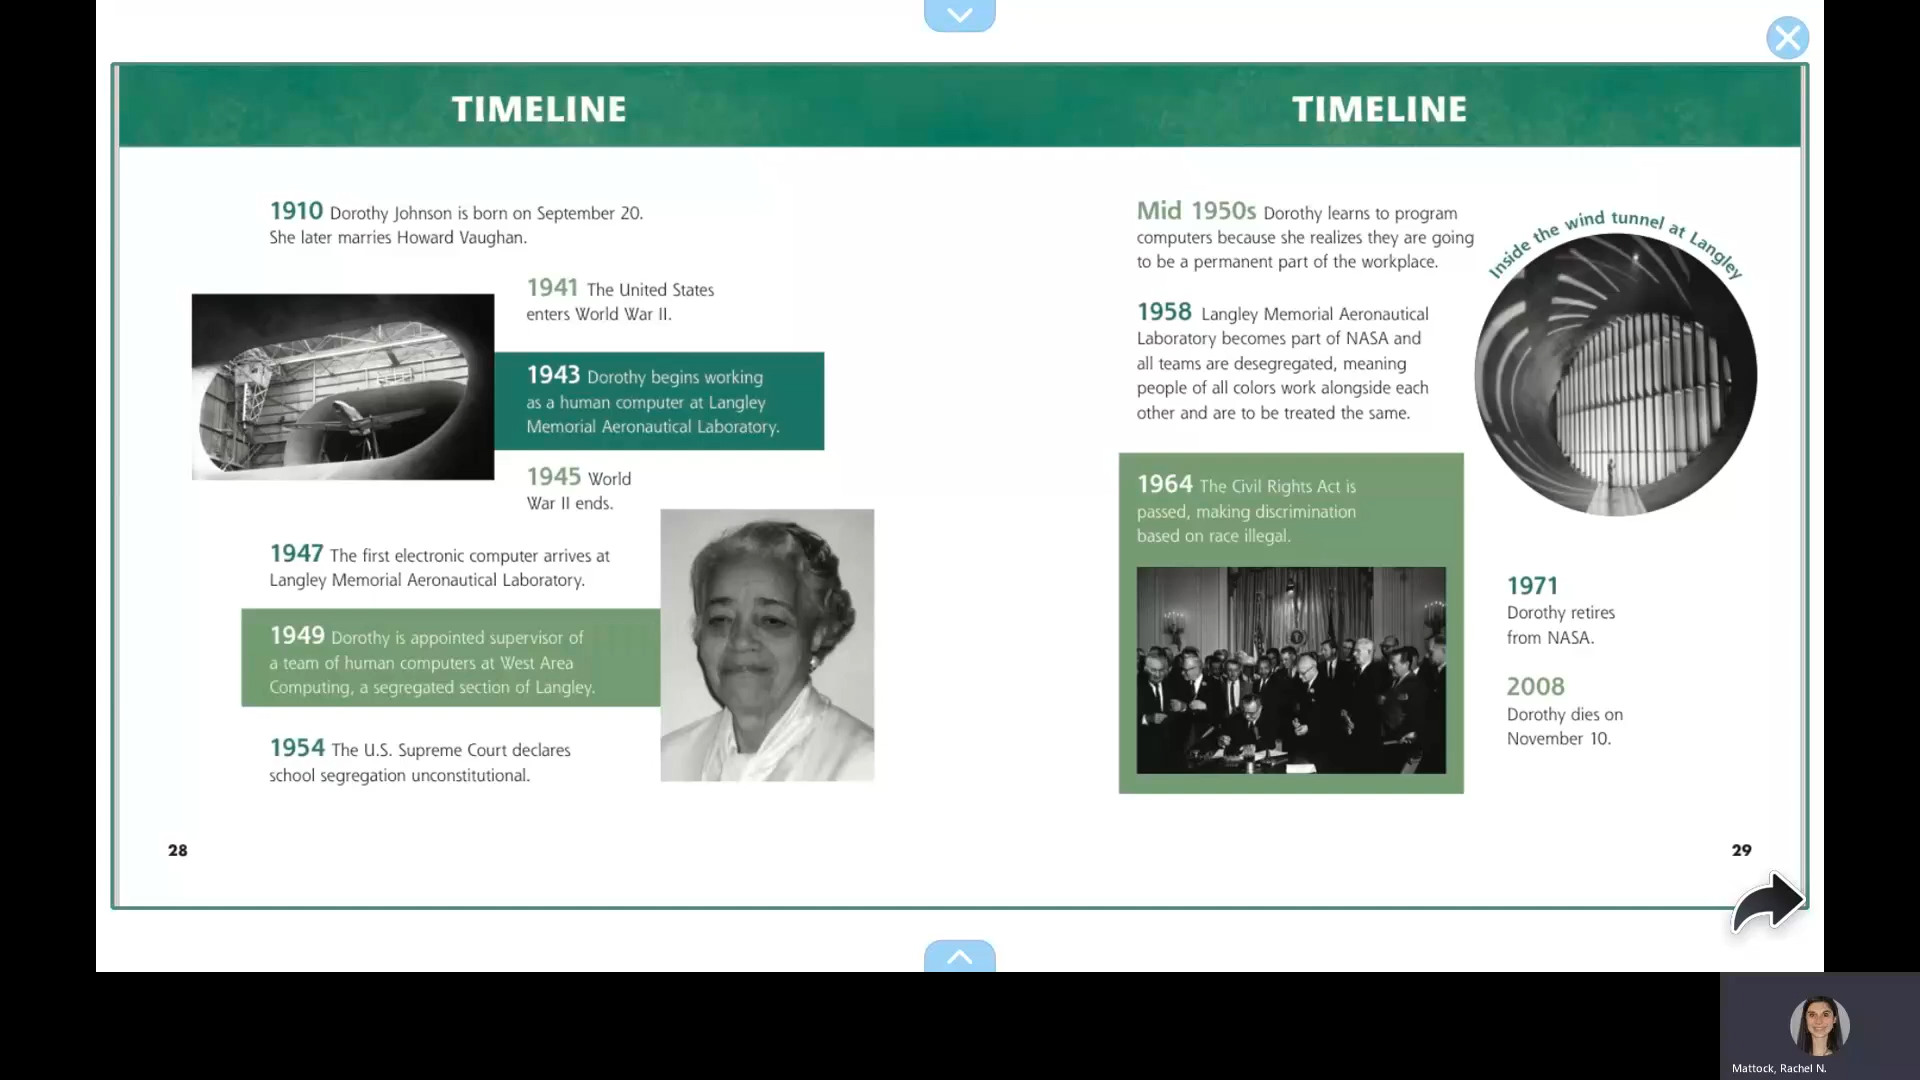 TIMELINE
1910 Dorothy Johnson is born on September 20.
She later marries Howard Vaughan.
1941 The United States
enters World War II.
1943 Dorothy begins working
as a human computer at Langley
Memorial Aeronautical Laboratory.
1945 World
War II ends.
1947 The first electronic computer arrives at
Langley Memorial Aeronautical Laboratory.
1949 Dorothy is appointed supervisor of
a team of human computers at West Area
Computing, a segregated section of Langley.
1954 The U.S. Supreme Court declares
school segregation unconstitutional.
28
TIMELINE
Mid 1950s Dorothy learns to program
computers because she realizes they are going
to be a permanent part of the workplace.
Inside the wind tunnel at Langley
1958 Langley Memorial Aeronautical
Laboratory becomes part of NASA and
all teams are desegregated, meaning
people of all colors work alongside each
other and are to be treated the same.
1964 The Civil Rights Act is
passed, making discrimination
based on race illegal.
1971
Dorothy retires
from NASA.
2008
Dorothy dies on
November 10.
29
Mattock, Rachel N.